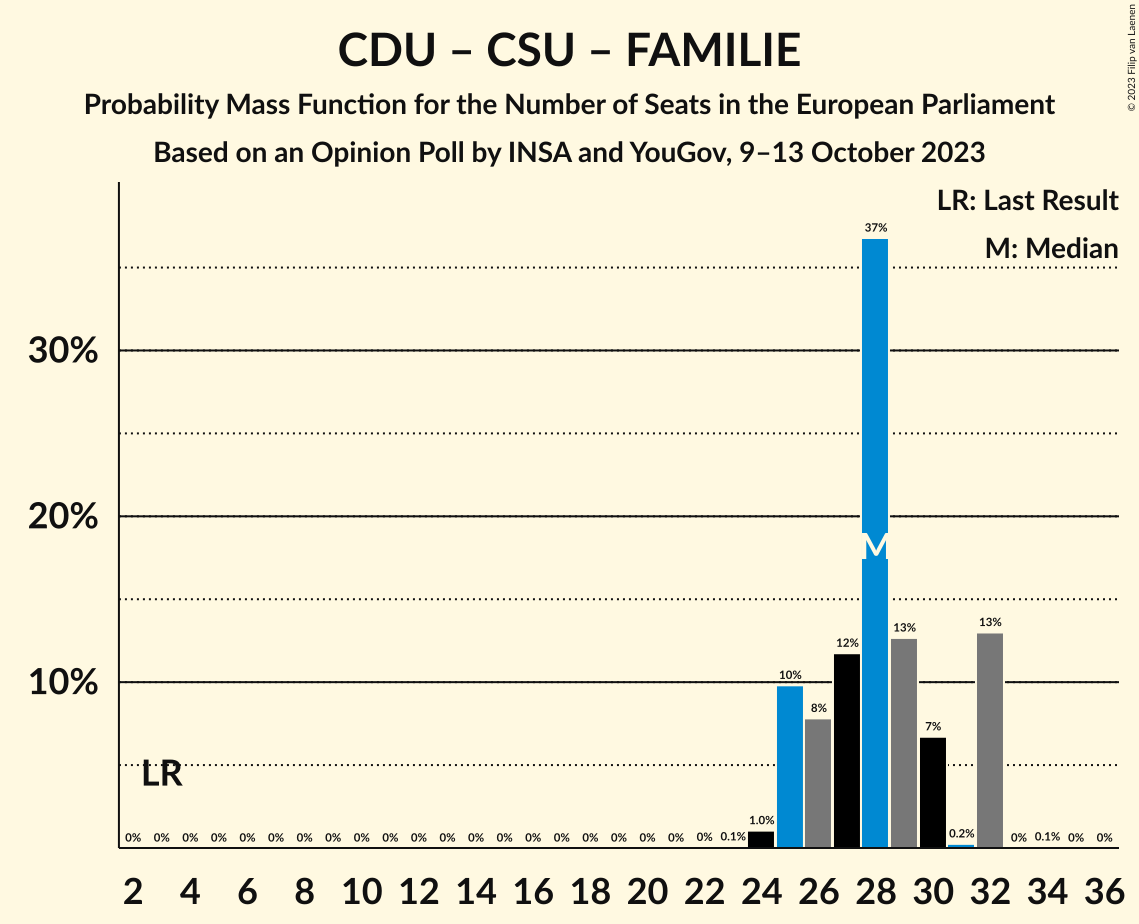 CDU – CSU – FAMILIE
Probability Mass Function for the Number of Seats in the European Parliament
Based on an Opinion Poll by INSA and YouGov, 9–13 October 2023
© 2023 Filip van Laenen
LR: Last Result
M: Median
30%
20%
10%
LR
M
0% 0% 0% 0% 0% 0% 0% 0% 0% 0% 0% 0% 0% 0% 0% 0% 0% 0% 0% 0% 0% 0.1% 1.0% 10% 8% 12% 37% 13% 7% 0.2% 13% 0% 0.1% 0% 0%
2 4 6 8 10 12 14 16 18 20 22 24 26 28 30 32 34 36